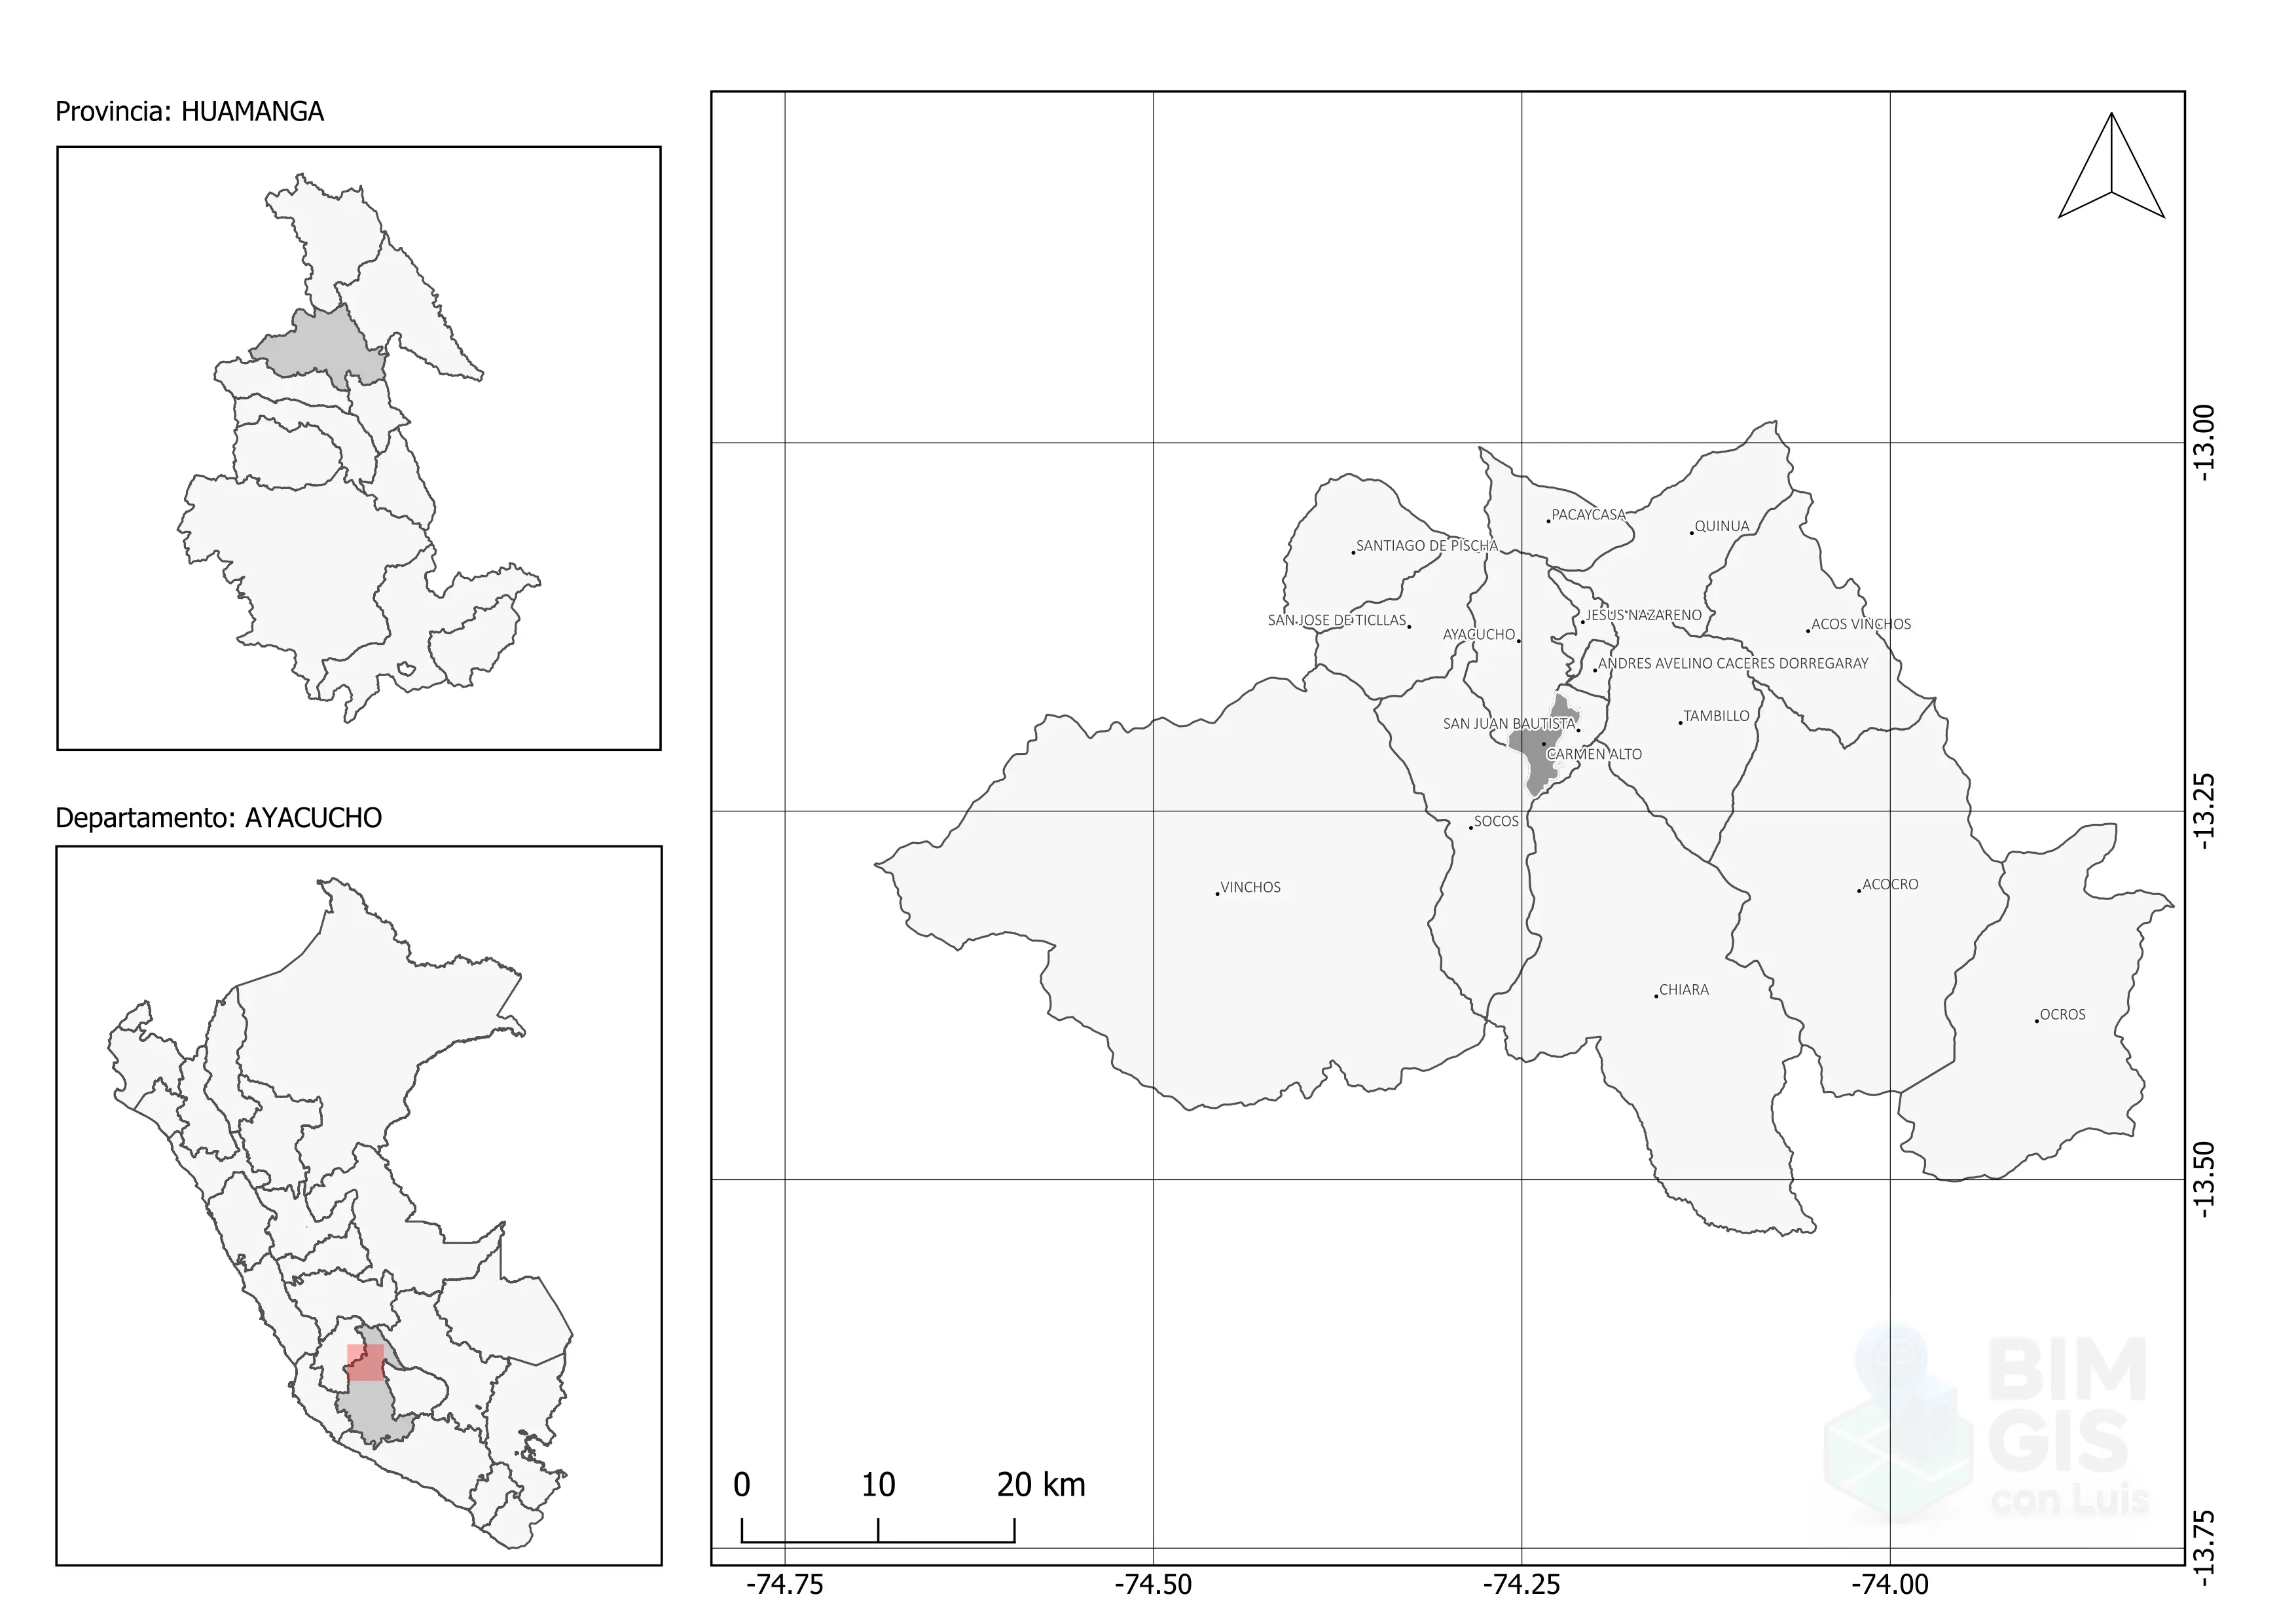 Provincia: HUAMANGA
Departamento: AYACUCHO
PACAYCASA
QUINUA
SANTIAGO DE PISCHA
JESUS NAZARENO
SAN JOSE DE TICLLAS
ACOS VINCHOS
AYACUCHO
ANDRES AVELINO CACERES DORREGARAY
TAMBILLO
SAN JUAN BAUTISTA
CARMEN ALTO
SOCOS
VINCHOS
ACOCRO
CHIARA
OCROS
-13.00
-13.25
-13.50
-13.75
BIM
GIS
con Luis
0 10 20 km
-74.75 -74.50 -74.25 -74.00